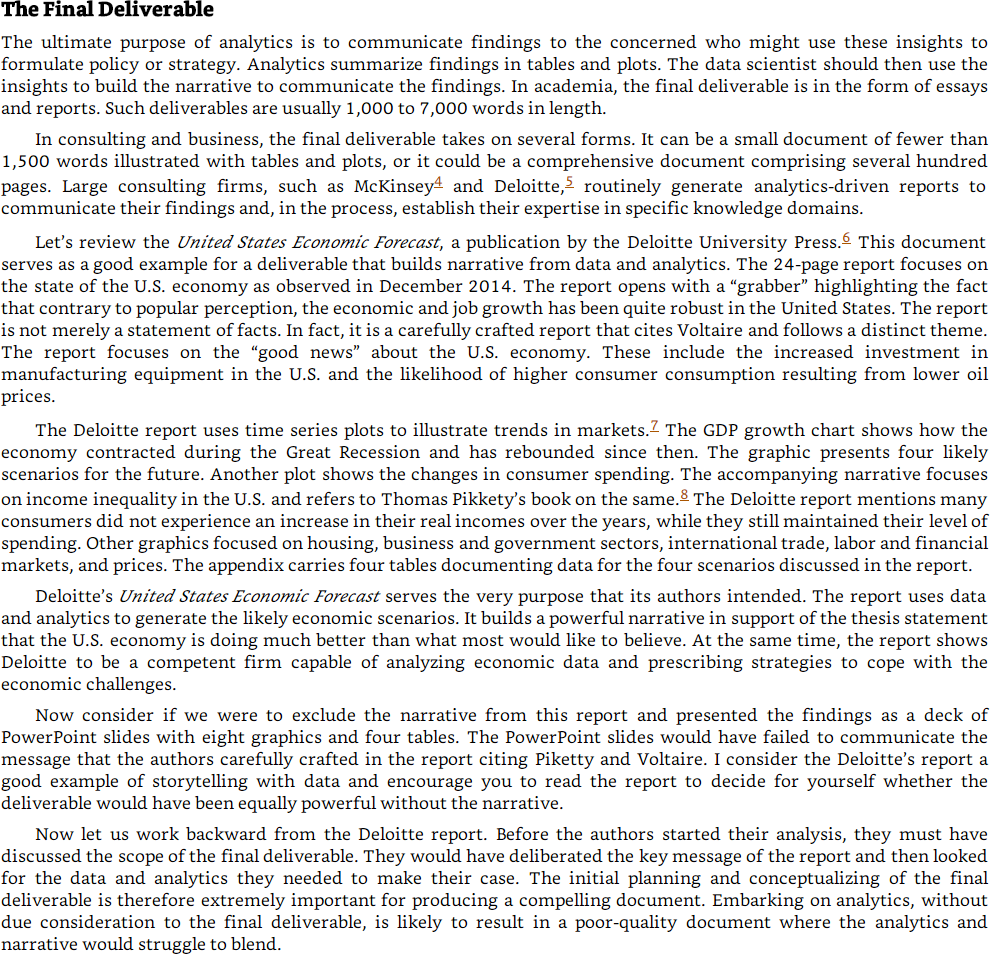 The Final Deliverable
The ultimate purpose of analytics is to communicate findings to the concerned who might use these insights to
formulate policy or strategy. Analytics summarize findings in tables and plots. The data scientist should then use the
insights to build the narrative to communicate the findings. In academia, the final deliverable is in the form of essays
and reports. Such deliverables are usually 1,000 to 7,000 words in length.
In consulting and business, the final deliverable takes on several forms. It can be a small document of fewer than
1,500 words illustrated with tables and plots, or it could be a comprehensive document comprising several hundred
pages. Large consulting firms, such as McKinsey4 and Deloitte,5 routinely generate analytics-driven reports to
communicate their findings and, in the process, establish their expertise in specific knowledge domains.
Let's review the United States Economic Forecast, a publication by the Deloitte University Press.6 This document
serves as a good example for a deliverable that builds narrative from data and analytics. The 24-page report focuses on
the state of the U.S. economy as observed in December 2014. The report opens with a “grabber” highlighting the fact
that contrary to popular perception, the economic and job growth has been quite robust in the United States. The report
is not merely a statement of facts. In fact, it is a carefully crafted report that cites Voltaire and follows a distinct theme.
The report focuses on the “good news” about the U.S. economy. These include the increased investment in
manufacturing equipment in the U.S. and the likelihood of higher consumer consumption resulting from lower oil
prices.
The Deloitte report uses time series plots to illustrate trends in markets.7 The GDP growth chart shows how the
economy contracted during the Great Recession and has rebounded since then. The graphic presents four likely
scenarios for the future. Another plot shows the changes in consumer spending. The accompanying narrative focuses
on income inequality in the U.S. and refers to Thomas Pikkety's book on the same.8 The Deloitte report mentions many
consumers did not experience an increase in their real incomes over the years, while they still maintained their level of
spending. Other graphics focused on housing, business and government sectors, international trade, labor and financial
markets, and prices. The appendix carries four tables documenting data for the four scenarios discussed in the report.
Deloitte's United States Economic Forecast serves the very purpose that its authors intended. The report uses data
and analytics to generate the likely economic scenarios. It builds a powerful narrative in support of the thesis statement
that the U.S. economy is doing much better than what most would like to believe. At the same time, the report shows
Deloitte to be a competent firm capable of analyzing economic data and prescribing strategies to cope with the
economic challenges.
Now consider if we were to exclude the narrative from this report and presented the findings as a deck of
PowerPoint slides with eight graphics and four tables. The PowerPoint slides would have failed to communicate the
message that the authors carefully crafted in the report citing Piketty and Voltaire. I consider the Deloitte's report a
good example of storytelling with data and encourage you to read the report to decide for yourself whether the
deliverable would have been equally powerful without the narrative.
Now let us work backward from the Deloitte report. Before the authors started their analysis, they must have
discussed the scope of the final deliverable. They would have deliberated the key message of the report and then looked
for the data and analytics they needed to make their case. The initial planning and conceptualizing of the final
deliverable is therefore extremely important for producing a compelling document. Embarking on analytics, without
due consideration to the final deliverable, is likely to result in a poor-quality document where the analytics and
narrative would struggle to blend.